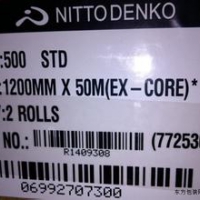 NITTO DENKO
:500 STD
:1200MM X 50M(EX-CORE)*
:2 ROLLS
NO.:
(77253
R1409308
06992707300